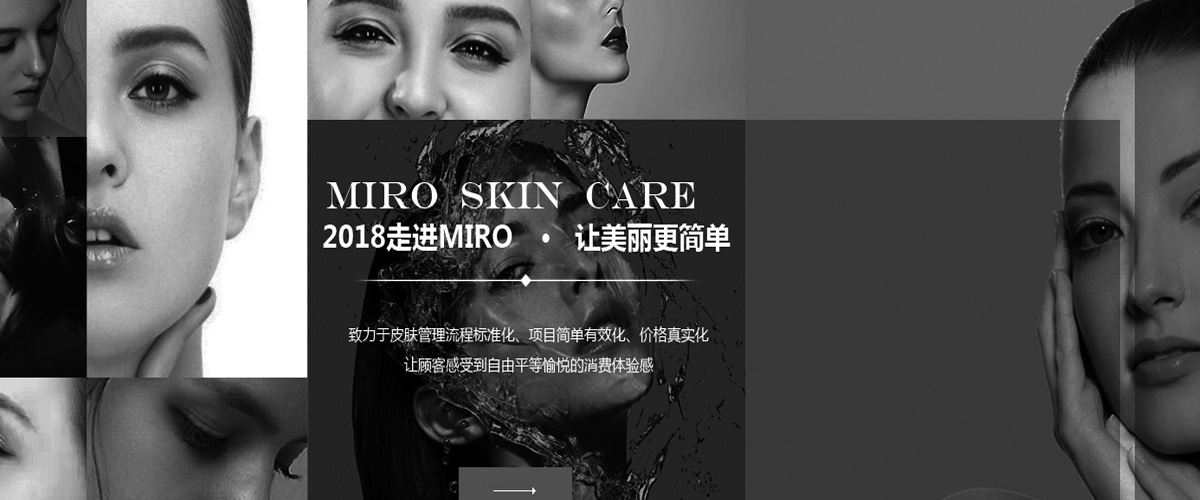 MIRO SKIN CARE
2018走进MIRO · 让美丽更简单
致力于皮肤管理流程标准化、项目简单有效化、价格真实化
让顾客感受到自由平等愉悦的消费体验感